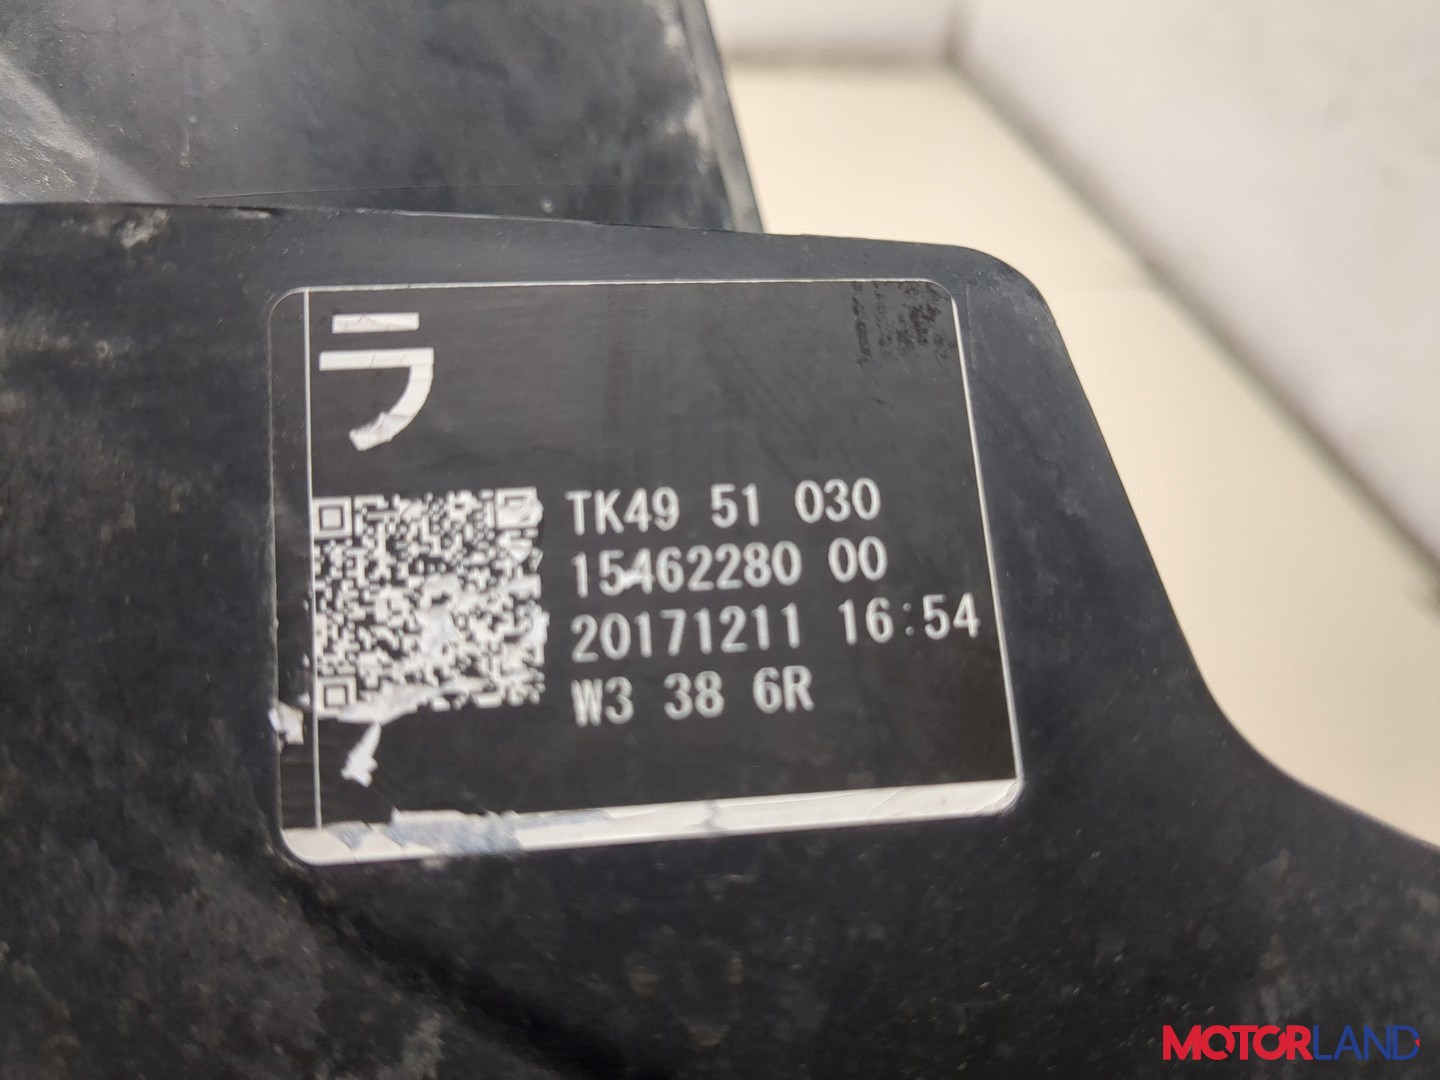 ラ
TK49 51 030
15462280 00
20171211 16:54
W3 38 6R
MOTORLAND